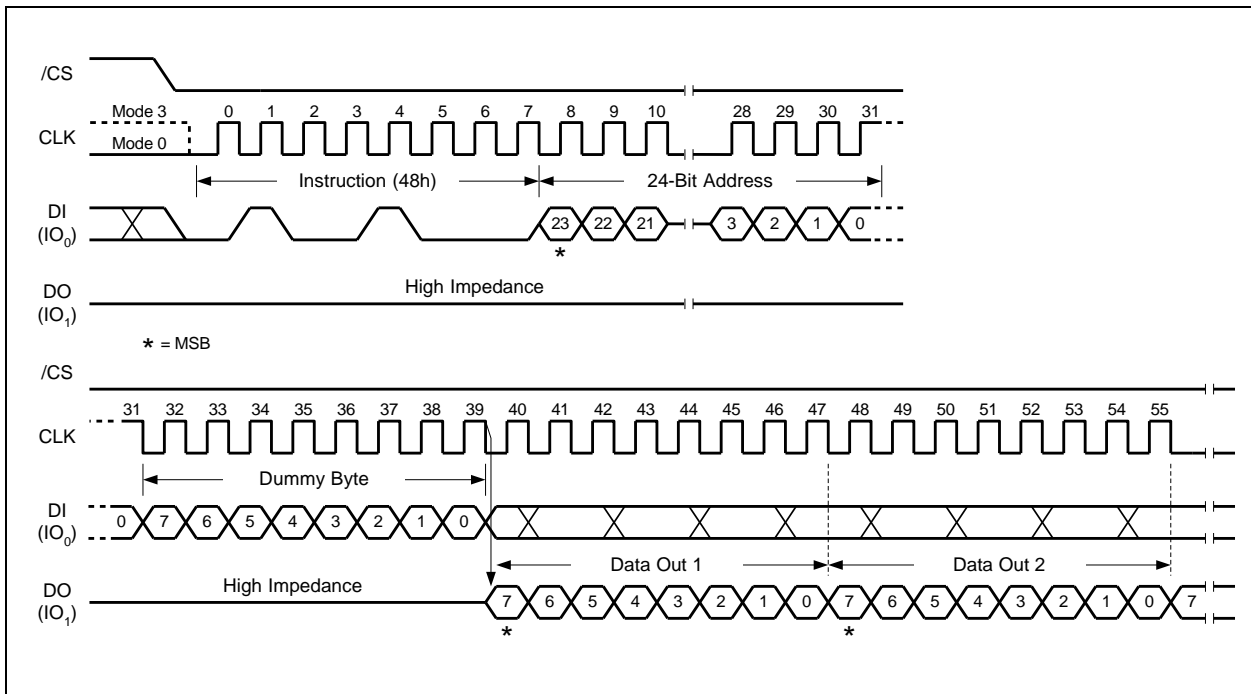 /CS
Mode 3 0 1 2 3 4 5 6 7 8 9 10 28 29 30 31
CLK
Mode 0
Instruction (48h) 24-Bit Address
DI
(IO0) 23 22 21 3 2 1 0
*
High Impedance
DO
(IO1)
* = MSB
/CS
31 32 33 34 35 36 37 38 39 40 41 42 43 44 45 46 47 48 49 50 51 52 53 54 55
CLK
Dummy Byte
DI
(IO0) 0 7 6 5 4 3 2 1 0
Data Out 1 Data Out 2
High Impedance
DO
(IO1) 7 6 5 4 3 2 1 0 7 6 5 4 3 2 1 0 7
* *